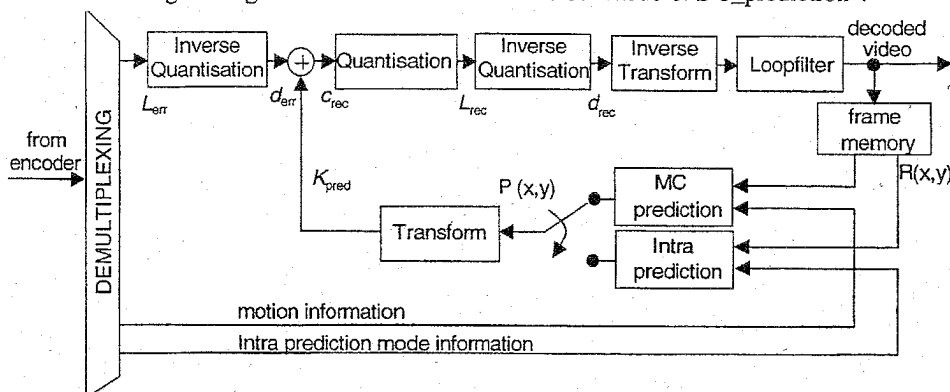 decoded
video
Inverse
Quantisation
Quantisation
Inverse
Quantisation
Inverse
Transform
Loopfilter
L_err
d_err
c_rec
L_rec
d_rec
frame
memory
from
encoder
R(x,y)
K_pred
P (x,y)
MC
prediction
Transform
Intra
prediction
DEMULTIPLEXING
motion information
Intra prediction mode information